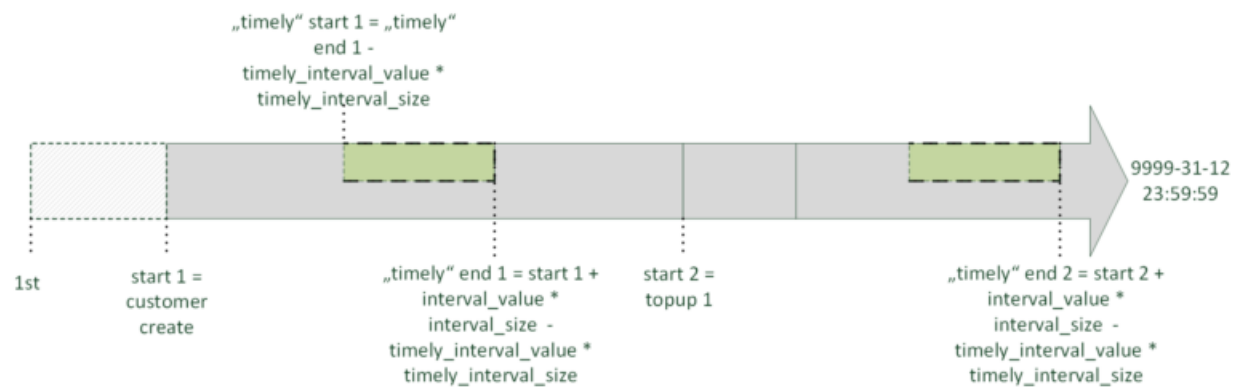 „timely“ start 1 = „timely“
end 1 -
timely_interval_value *
timely_interval_size
9999-31-12
23:59:59
1st
start 1 =
customer
create
„timely“ end 1 = start 1 +
interval_value *
interval_size -
timely_interval_value *
timely_interval_size
start 2 =
topup 1
„timely“ end 2 = start 2 +
interval_value *
interval_size -
timely_interval_value *
timely_interval_size